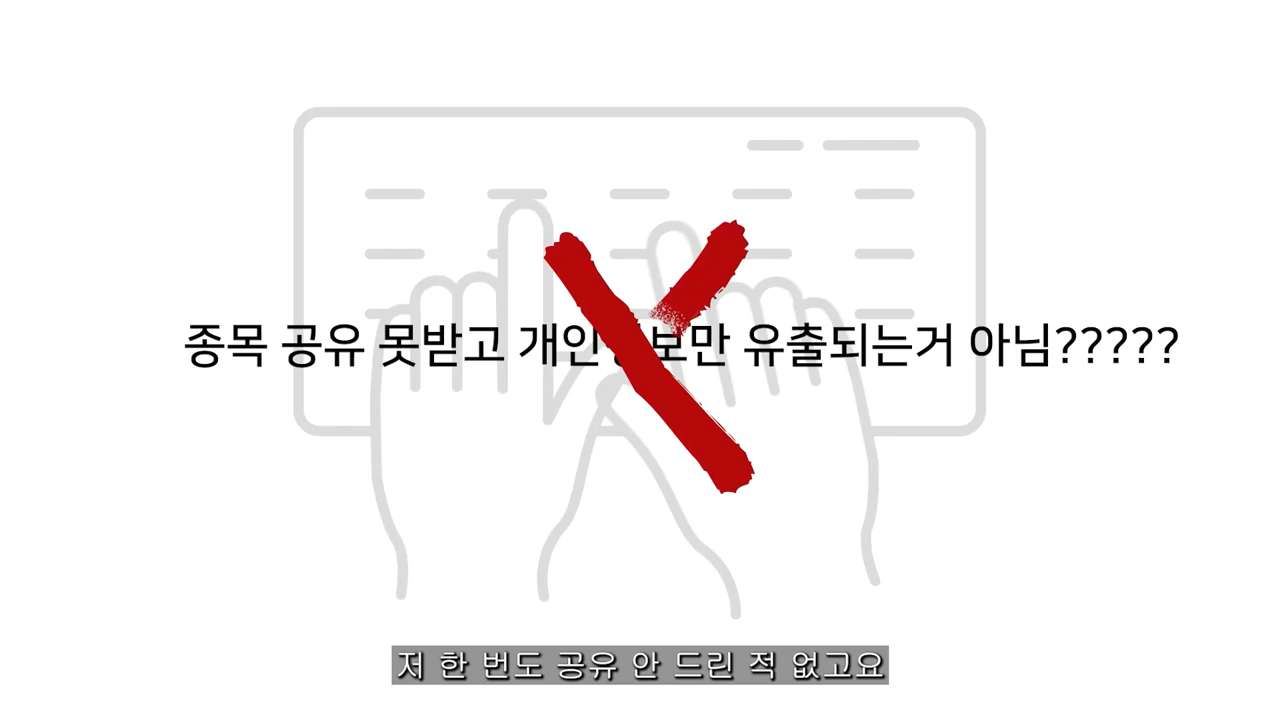 종목 공유 못받고 개인정보만 유출되는거 아님?????
저 한 번도 공유 안 드린 적 없고요